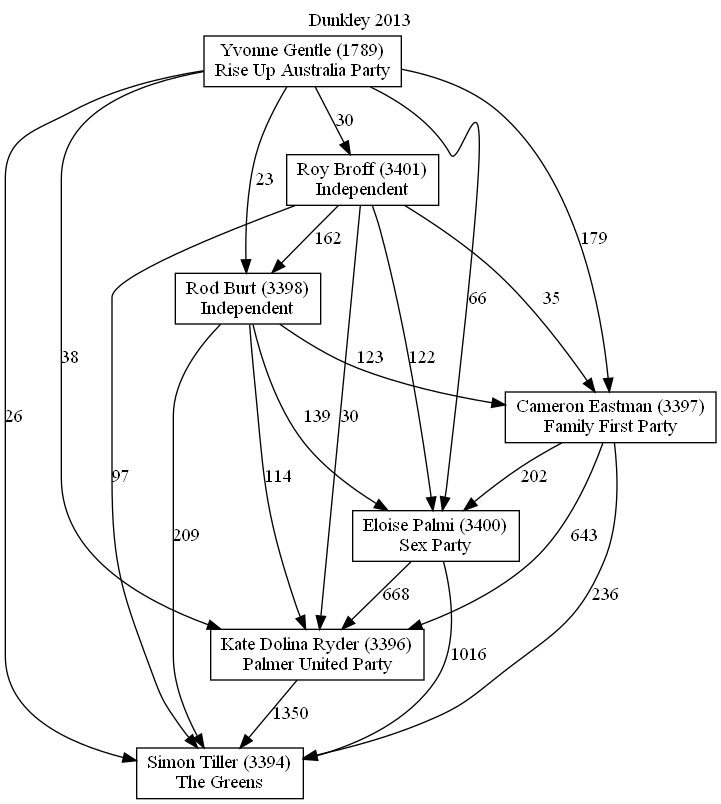 Dunkley 2013
Yvonne Gentle (1789)
Rise Up Australia Party
30
Roy Broff (3401)
Independent
23
179
162
66
35
Rod Burt (3398)
Independent
38
123
122
26
139
30
Cameron Eastman (3397)
Family First Party
97
114
202
209
Eloise Palmi (3400)
Sex Party
643
668
236
Kate Dolina Ryder (3396)
Palmer United Party
1016
1350
Simon Tiller (3394)
The Greens